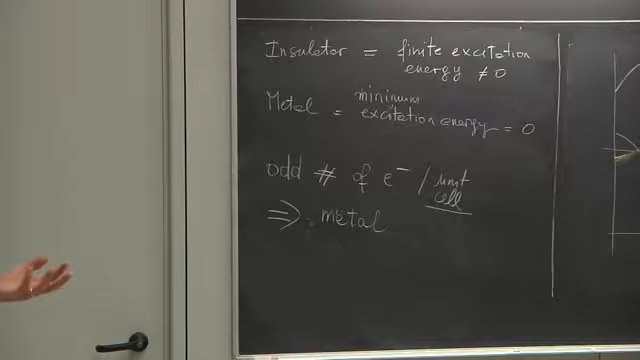 Insulator = finite excitation
energy ≠ 0
Metal = minimum
excitation energy = 0
odd # of e⁻ / unit
cell
⇒ metal